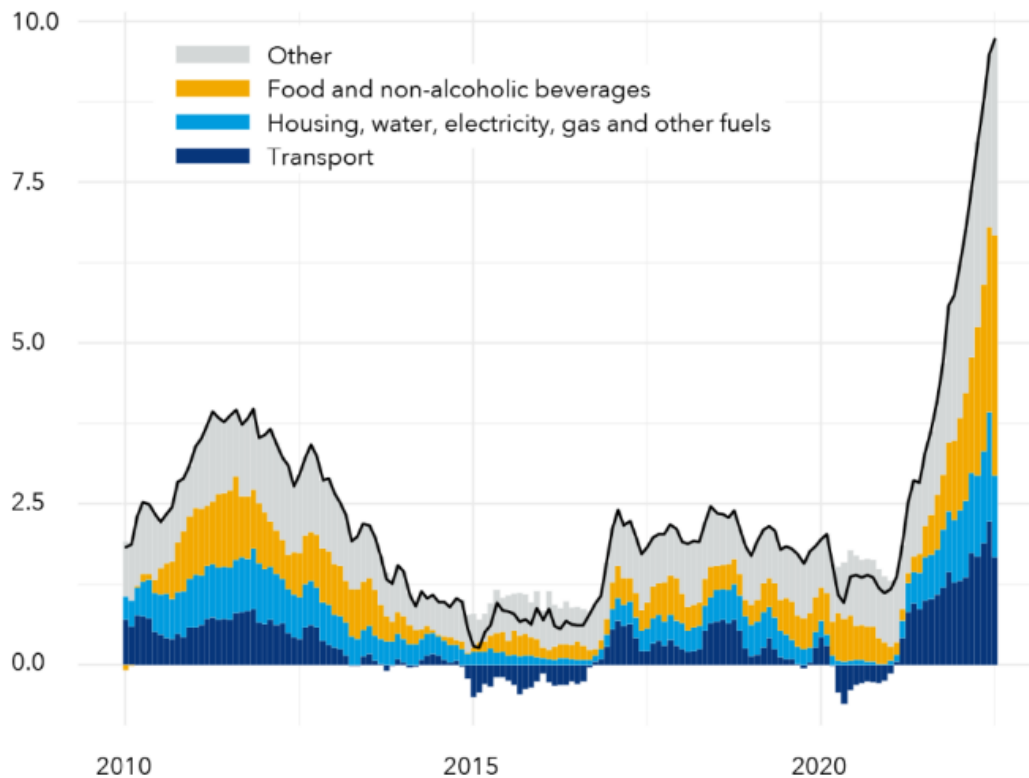 10.0
Other
Food and non-alcoholic beverages
Housing, water, electricity, gas and other fuels
Transport
7.5
5.0
2.5
0.0
2010 2015 2020